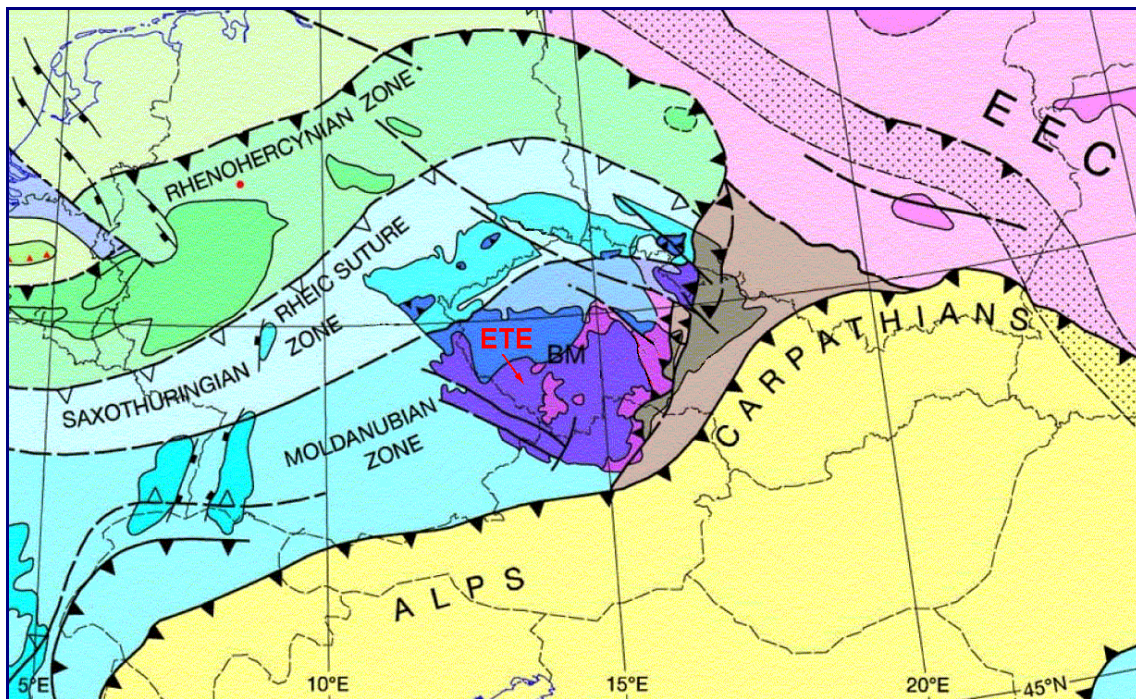 EEC
RHENOHERCYNIAN ZONE
RHEIC SUTURE
SAXOTHURINGIAN ZONE
ETE
BM
MOLDANUBIAN
ZONE
CARPATHIANS
ALPS
5°E
10°E
15°E
20°E
45°N